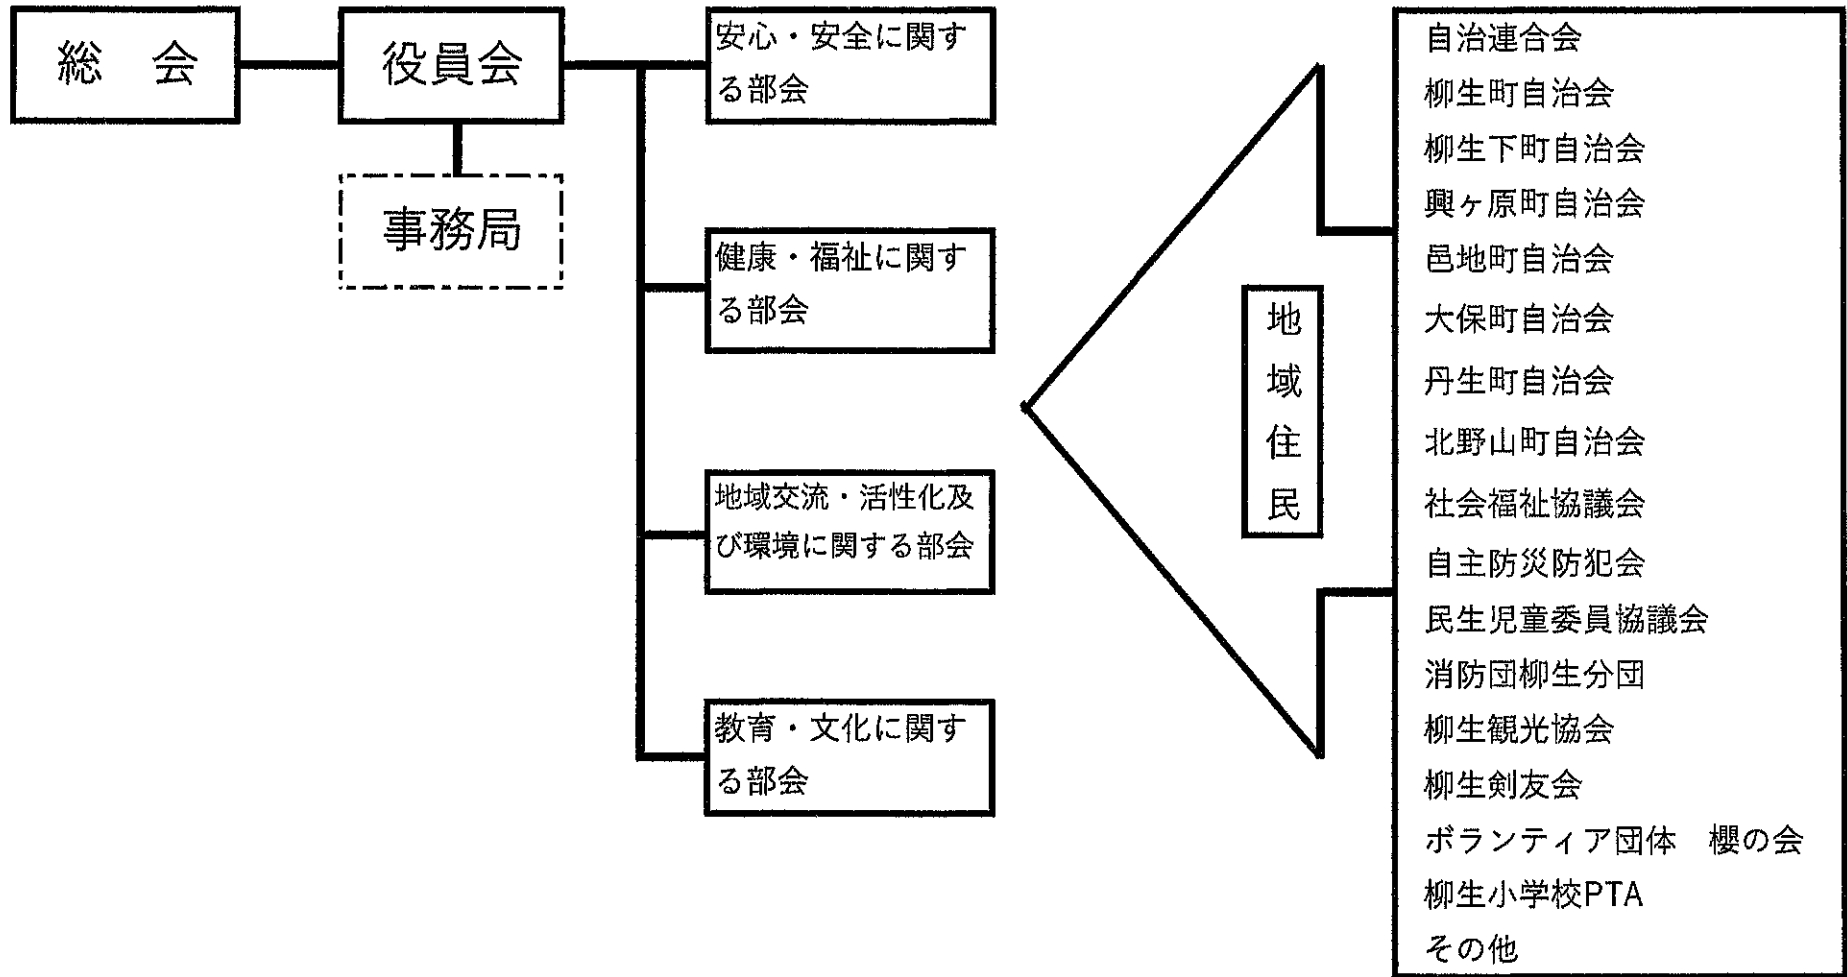 総　会
役員会
事務局
安心・安全に関す
る部会
健康・福祉に関す
る部会
地域交流・活性化及
び環境に関する部会
教育・文化に関す
る部会
地
域
住
民
自治連合会
柳生町自治会
柳生下町自治会
興ヶ原町自治会
邑地町自治会
大保町自治会
丹生町自治会
北野山町自治会
社会福祉協議会
自主防災防犯会
民生児童委員協議会
消防団柳生分団
柳生観光協会
柳生剣友会
ボランティア団体　櫻の会
柳生小学校PTA
その他